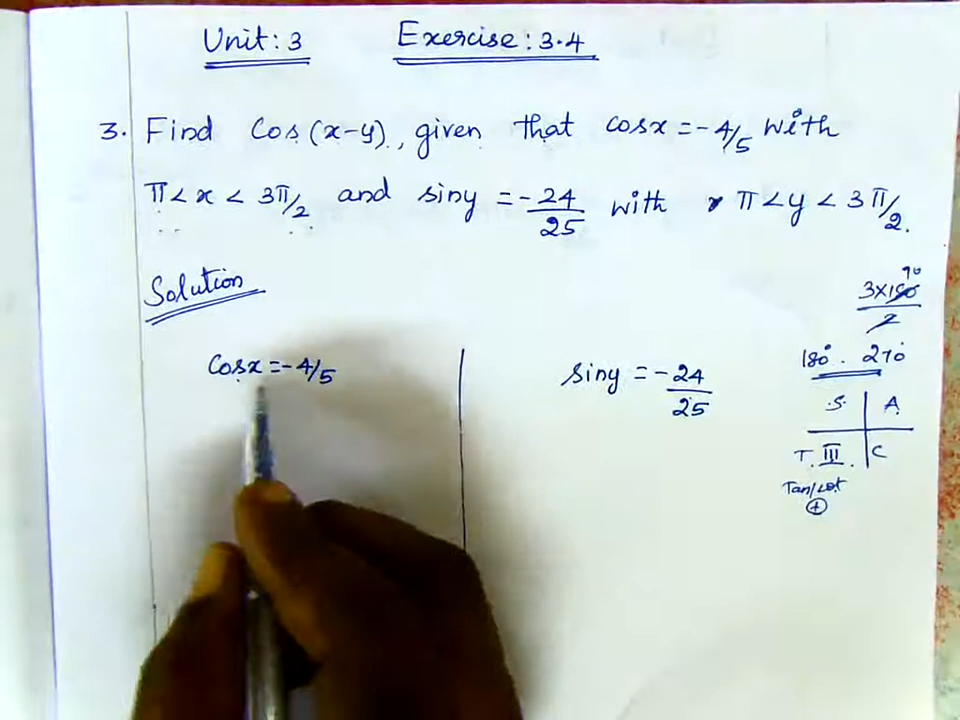 Unit: 3 Exercise: 3.4
3. Find Cos(x-y), given that cosx = -4/5 with
π < x < 3π/2 and siny = -24/25 with π < y < 3π/2.
Solution
90
3×180
2
Cosx = -4/5
siny = -24/25
180° . 270°
S A
T. III . C
Tan/cot
+